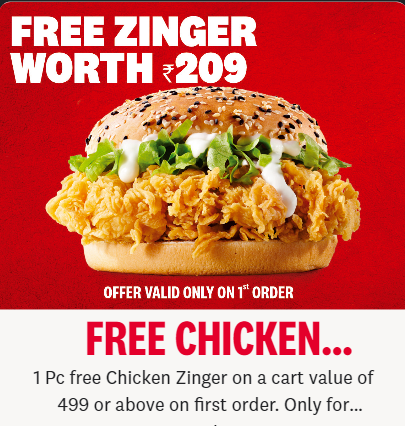 FREE ZINGER
WORTH ₹209
OFFER VALID ONLY ON 1st ORDER
FREE CHICKEN...
1 Pc free Chicken Zinger on a cart value of
499 or above on first order. Only for...